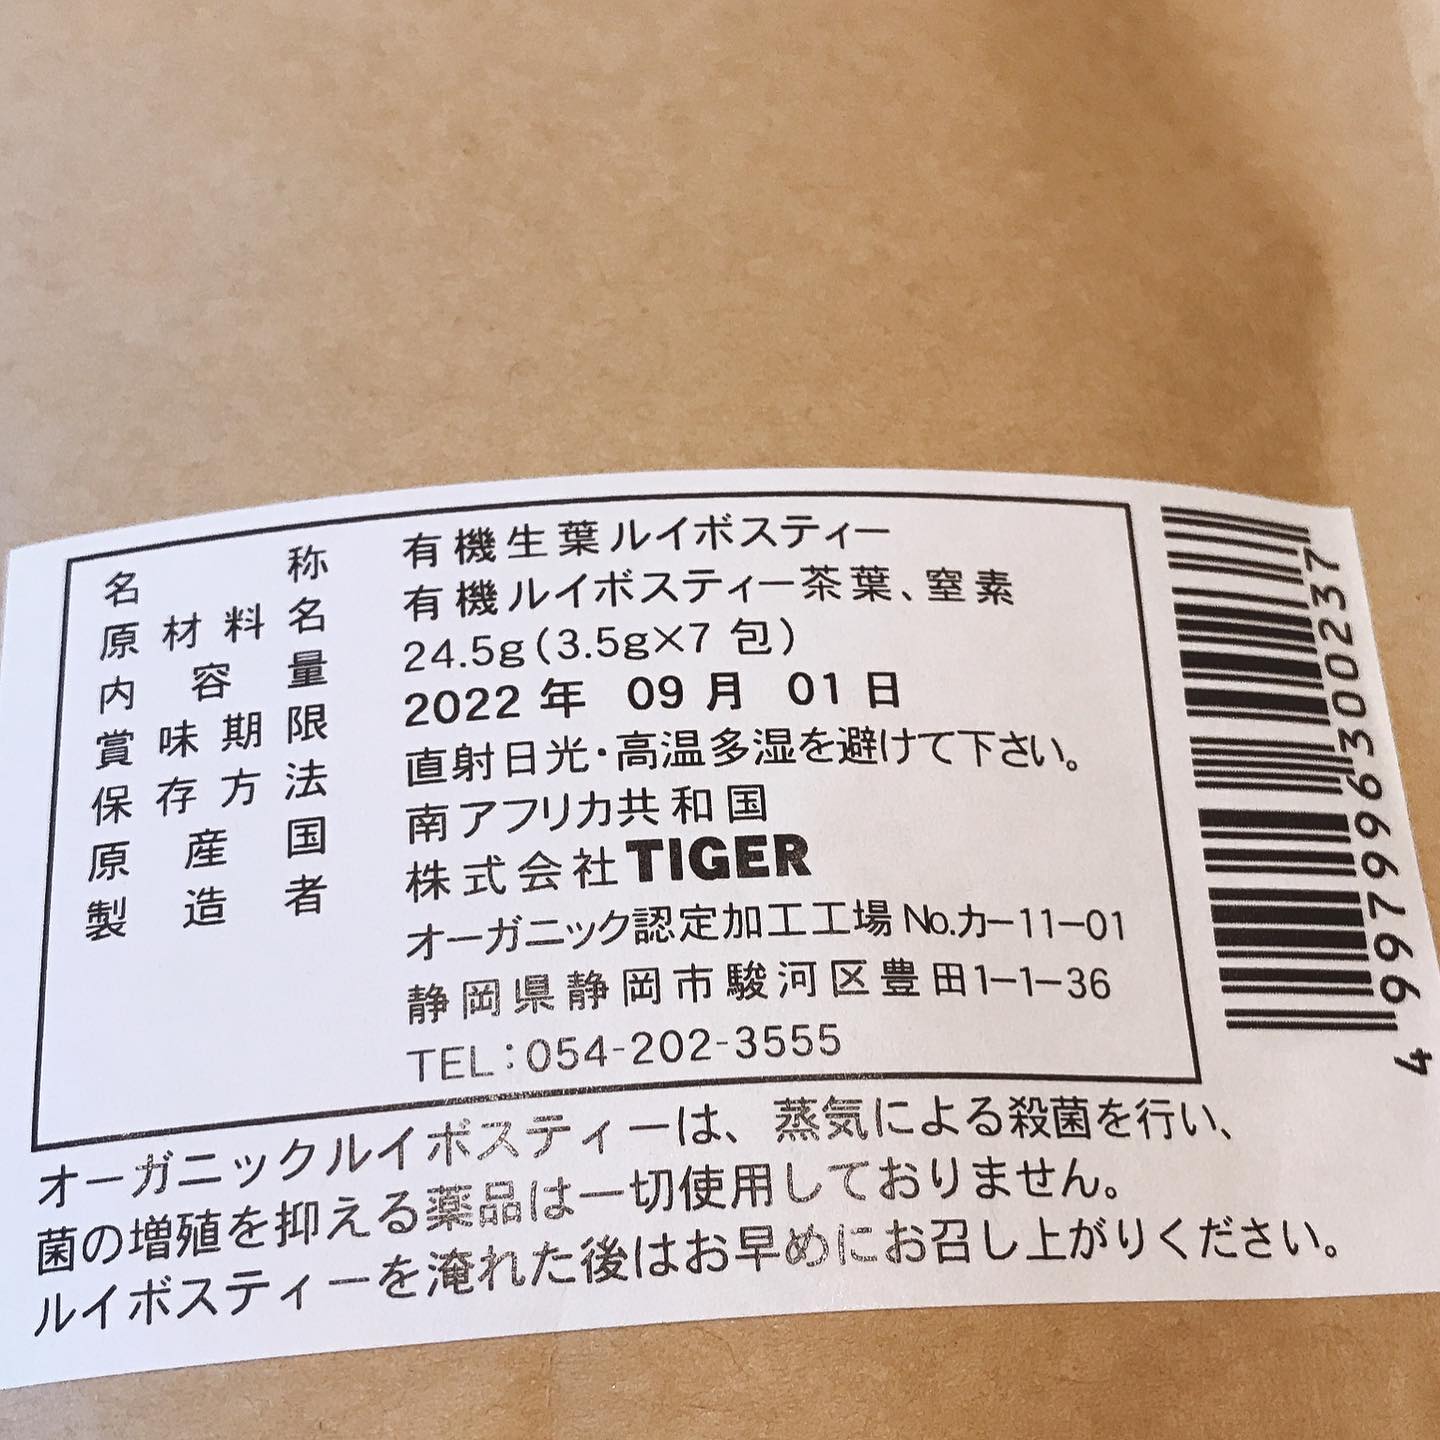 名称 有機生葉ルイボスティー
原材料名 有機ルイボスティー茶葉、窒素
内容量 24.5g(3.5g×7 包)
賞味期限 2022 年 09 月 01 日
保存方法 直射日光・高温多湿を避けて下さい。
原産国 南アフリカ共和国
製造者 株式会社TIGER
オーガニック認定加工工場No.カー11-01
静岡県静岡市駿河区豊田1-1-36
TEL:054-202-3555
オーガニックルイボスティーは、蒸気による殺菌を行い、
菌の増殖を抑える薬品は一切使用しておりません。
ルイボスティーを淹れた後はお早めにお召し上がりください。
4997996300237